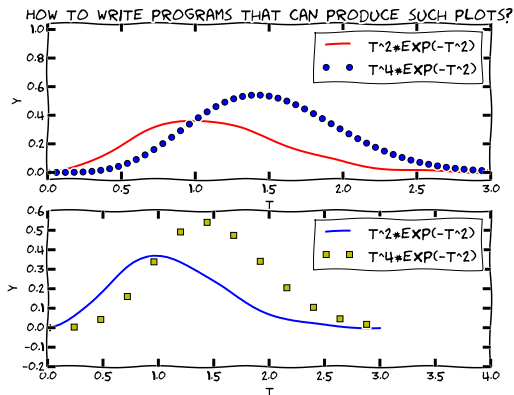 HOW TO WRITE PROGRAMS THAT CAN PRODUCE SUCH PLOTS?
1.0
0.8
0.6
0.4
0.2
0.0
Y
T^2*EXP(-T^2)
T^4*EXP(-T^2)
0.0 0.5 1.0 1.5 2.0 2.5 3.0
T
0.6
0.5
0.4
0.3
0.2
0.1
0.0
-0.1
-0.2
Y
T^2*EXP(-T^2)
T^4*EXP(-T^2)
0.0 0.5 1.0 1.5 2.0 2.5 3.0 3.5 4.0
T